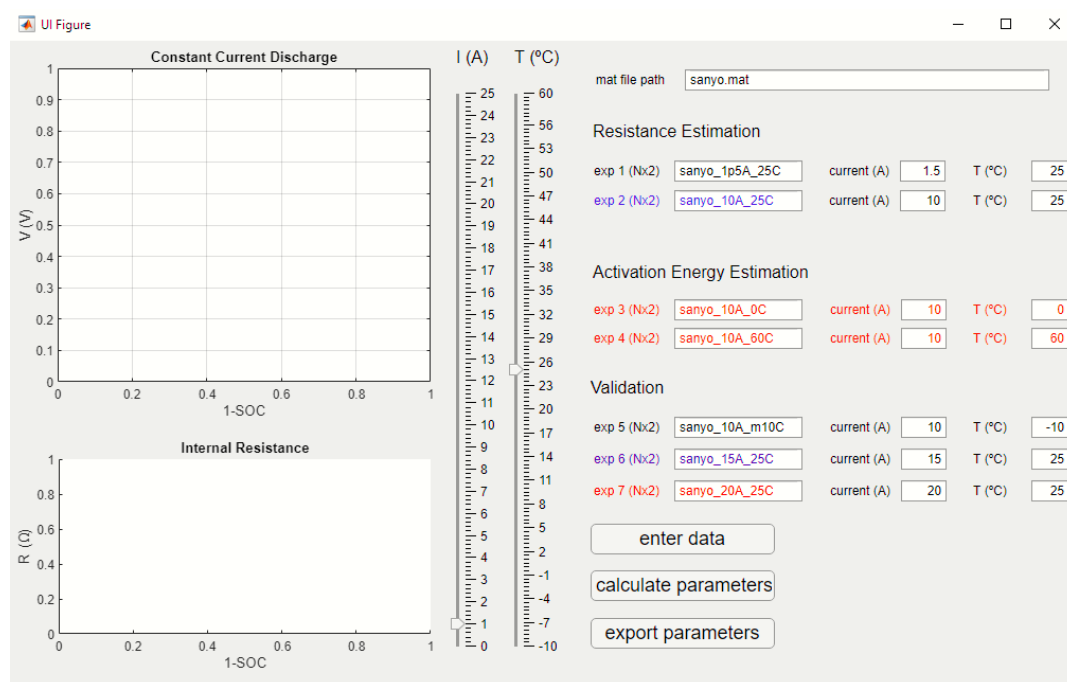 UI Figure
Constant Current Discharge
1
0.9
0.8
0.7
0.6
0.5
0.4
0.3
0.2
0.1
0
V (V)
0 0.2 0.4 0.6 0.8 1
1-SOC
Internal Resistance
1
0.8
0.6
0.4
0.2
0
R (Ω)
0 0.2 0.4 0.6 0.8 1
1-SOC
I (A)
25
24
23
22
21
20
19
18
17
16
15
14
13
12
11
10
9
8
7
6
5
4
3
2
1
0
T (ºC)
60
56
53
50
47
44
41
38
35
32
29
26
23
20
17
14
11
8
5
2
-1
-4
-7
-10
mat file path sanyo.mat
Resistance Estimation
exp 1 (Nx2) sanyo_1p5A_25C current (A) 1.5 T (ºC) 25
exp 2 (Nx2) sanyo_10A_25C current (A) 10 T (ºC) 25
Activation Energy Estimation
exp 3 (Nx2) sanyo_10A_0C current (A) 10 T (ºC) 0
exp 4 (Nx2) sanyo_10A_60C current (A) 10 T (ºC) 60
Validation
exp 5 (Nx2) sanyo_10A_m10C current (A) 10 T (ºC) -10
exp 6 (Nx2) sanyo_15A_25C current (A) 15 T (ºC) 25
exp 7 (Nx2) sanyo_20A_25C current (A) 20 T (ºC) 25
enter data
calculate parameters
export parameters